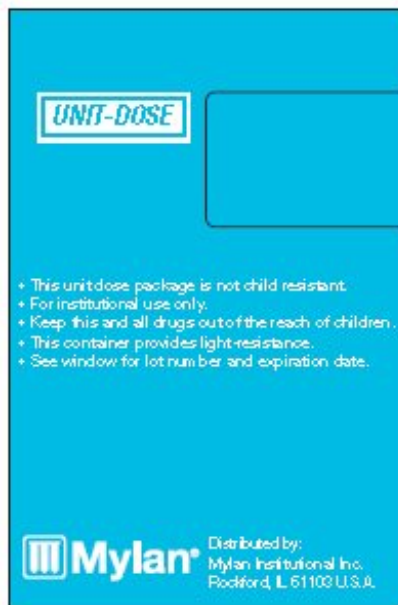 UNIT-DOSE
+ This unit dose package is not child resistant.
+ For institutional use only.
+ Keep this and all drugs out of the reach of children.
+ This container provides light-resistance.
+ See window for lot number and expiration date.
Mylan®
Distributed by:
Mylan Institutional Inc.
Rockford, IL 61103 U.S.A.